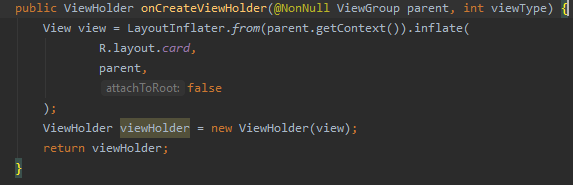 public ViewHolder onCreateViewHolder(@NonNull ViewGroup parent, int viewType) {
View view = LayoutInflater.from(parent.getContext()).inflate(
R.layout.card,
parent,
attachToRoot: false
);
ViewHolder viewHolder = new ViewHolder(view);
return viewHolder;
}